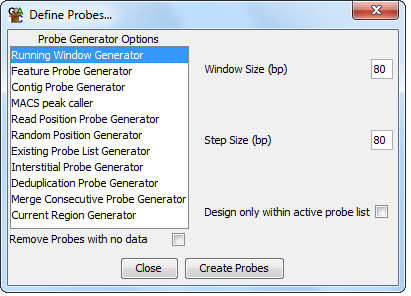 Define Probes...
Probe Generator Options
Running Window Generator
Feature Probe Generator
Contig Probe Generator
MACS peak caller
Read Position Probe Generator
Random Position Generator
Existing Probe List Generator
Interstitial Probe Generator
Deduplication Probe Generator
Merge Consecutive Probe Generator
Current Region Generator
Remove Probes with no data
Window Size (bp) 80
Step Size (bp) 80
Design only within active probe list
Close Create Probes